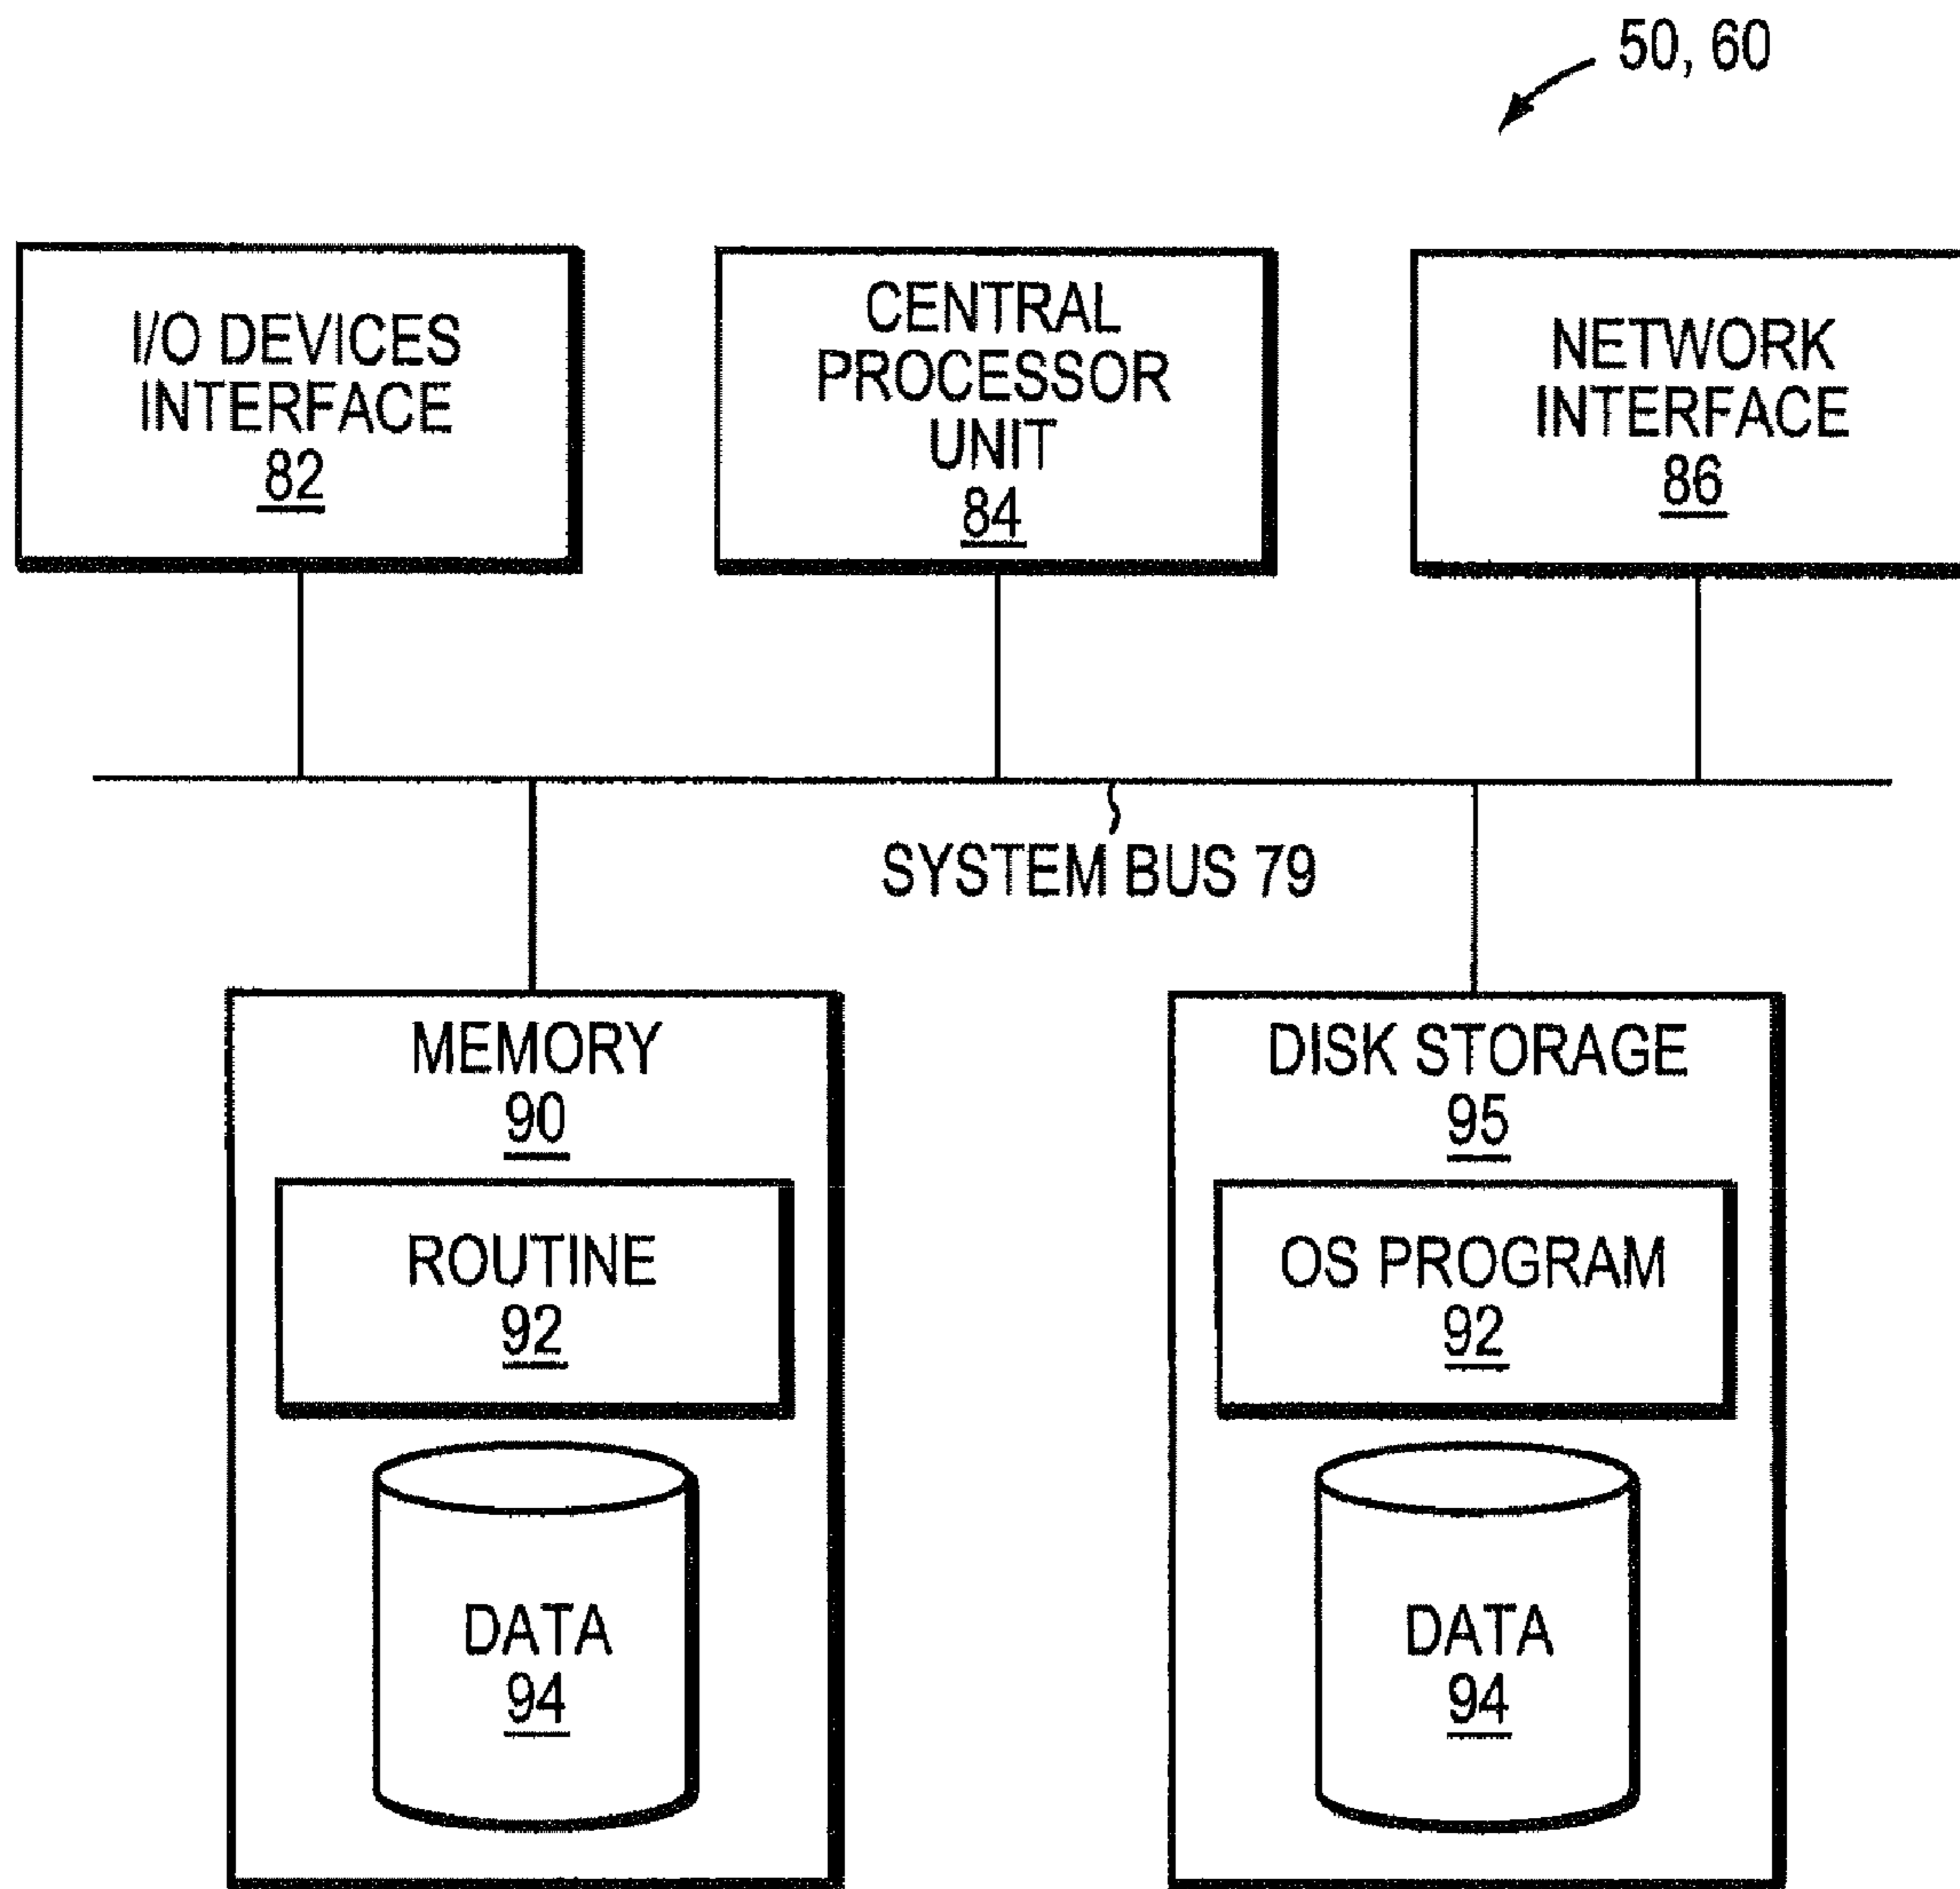 50, 60
I/O DEVICES
INTERFACE
82
CENTRAL
PROCESSOR
UNIT
84
NETWORK
INTERFACE
86
SYSTEM BUS 79
MEMORY
90
ROUTINE
92
DATA
94
DISK STORAGE
95
OS PROGRAM
92
DATA
94